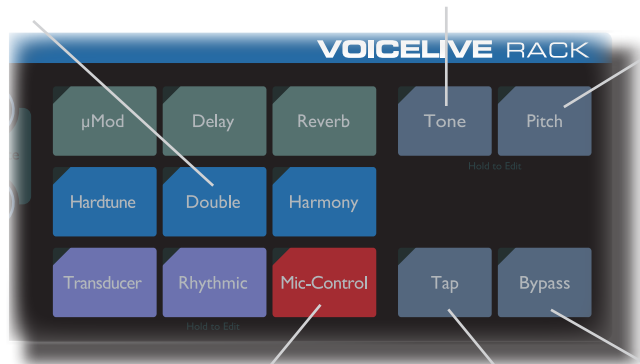 VOICELIVE RACK
µMod Delay Reverb Tone Pitch
Hold to Edit
Hardtune Double Harmony
Transducer Rhythmic Mic-Control Tap Bypass
Hold to Edit